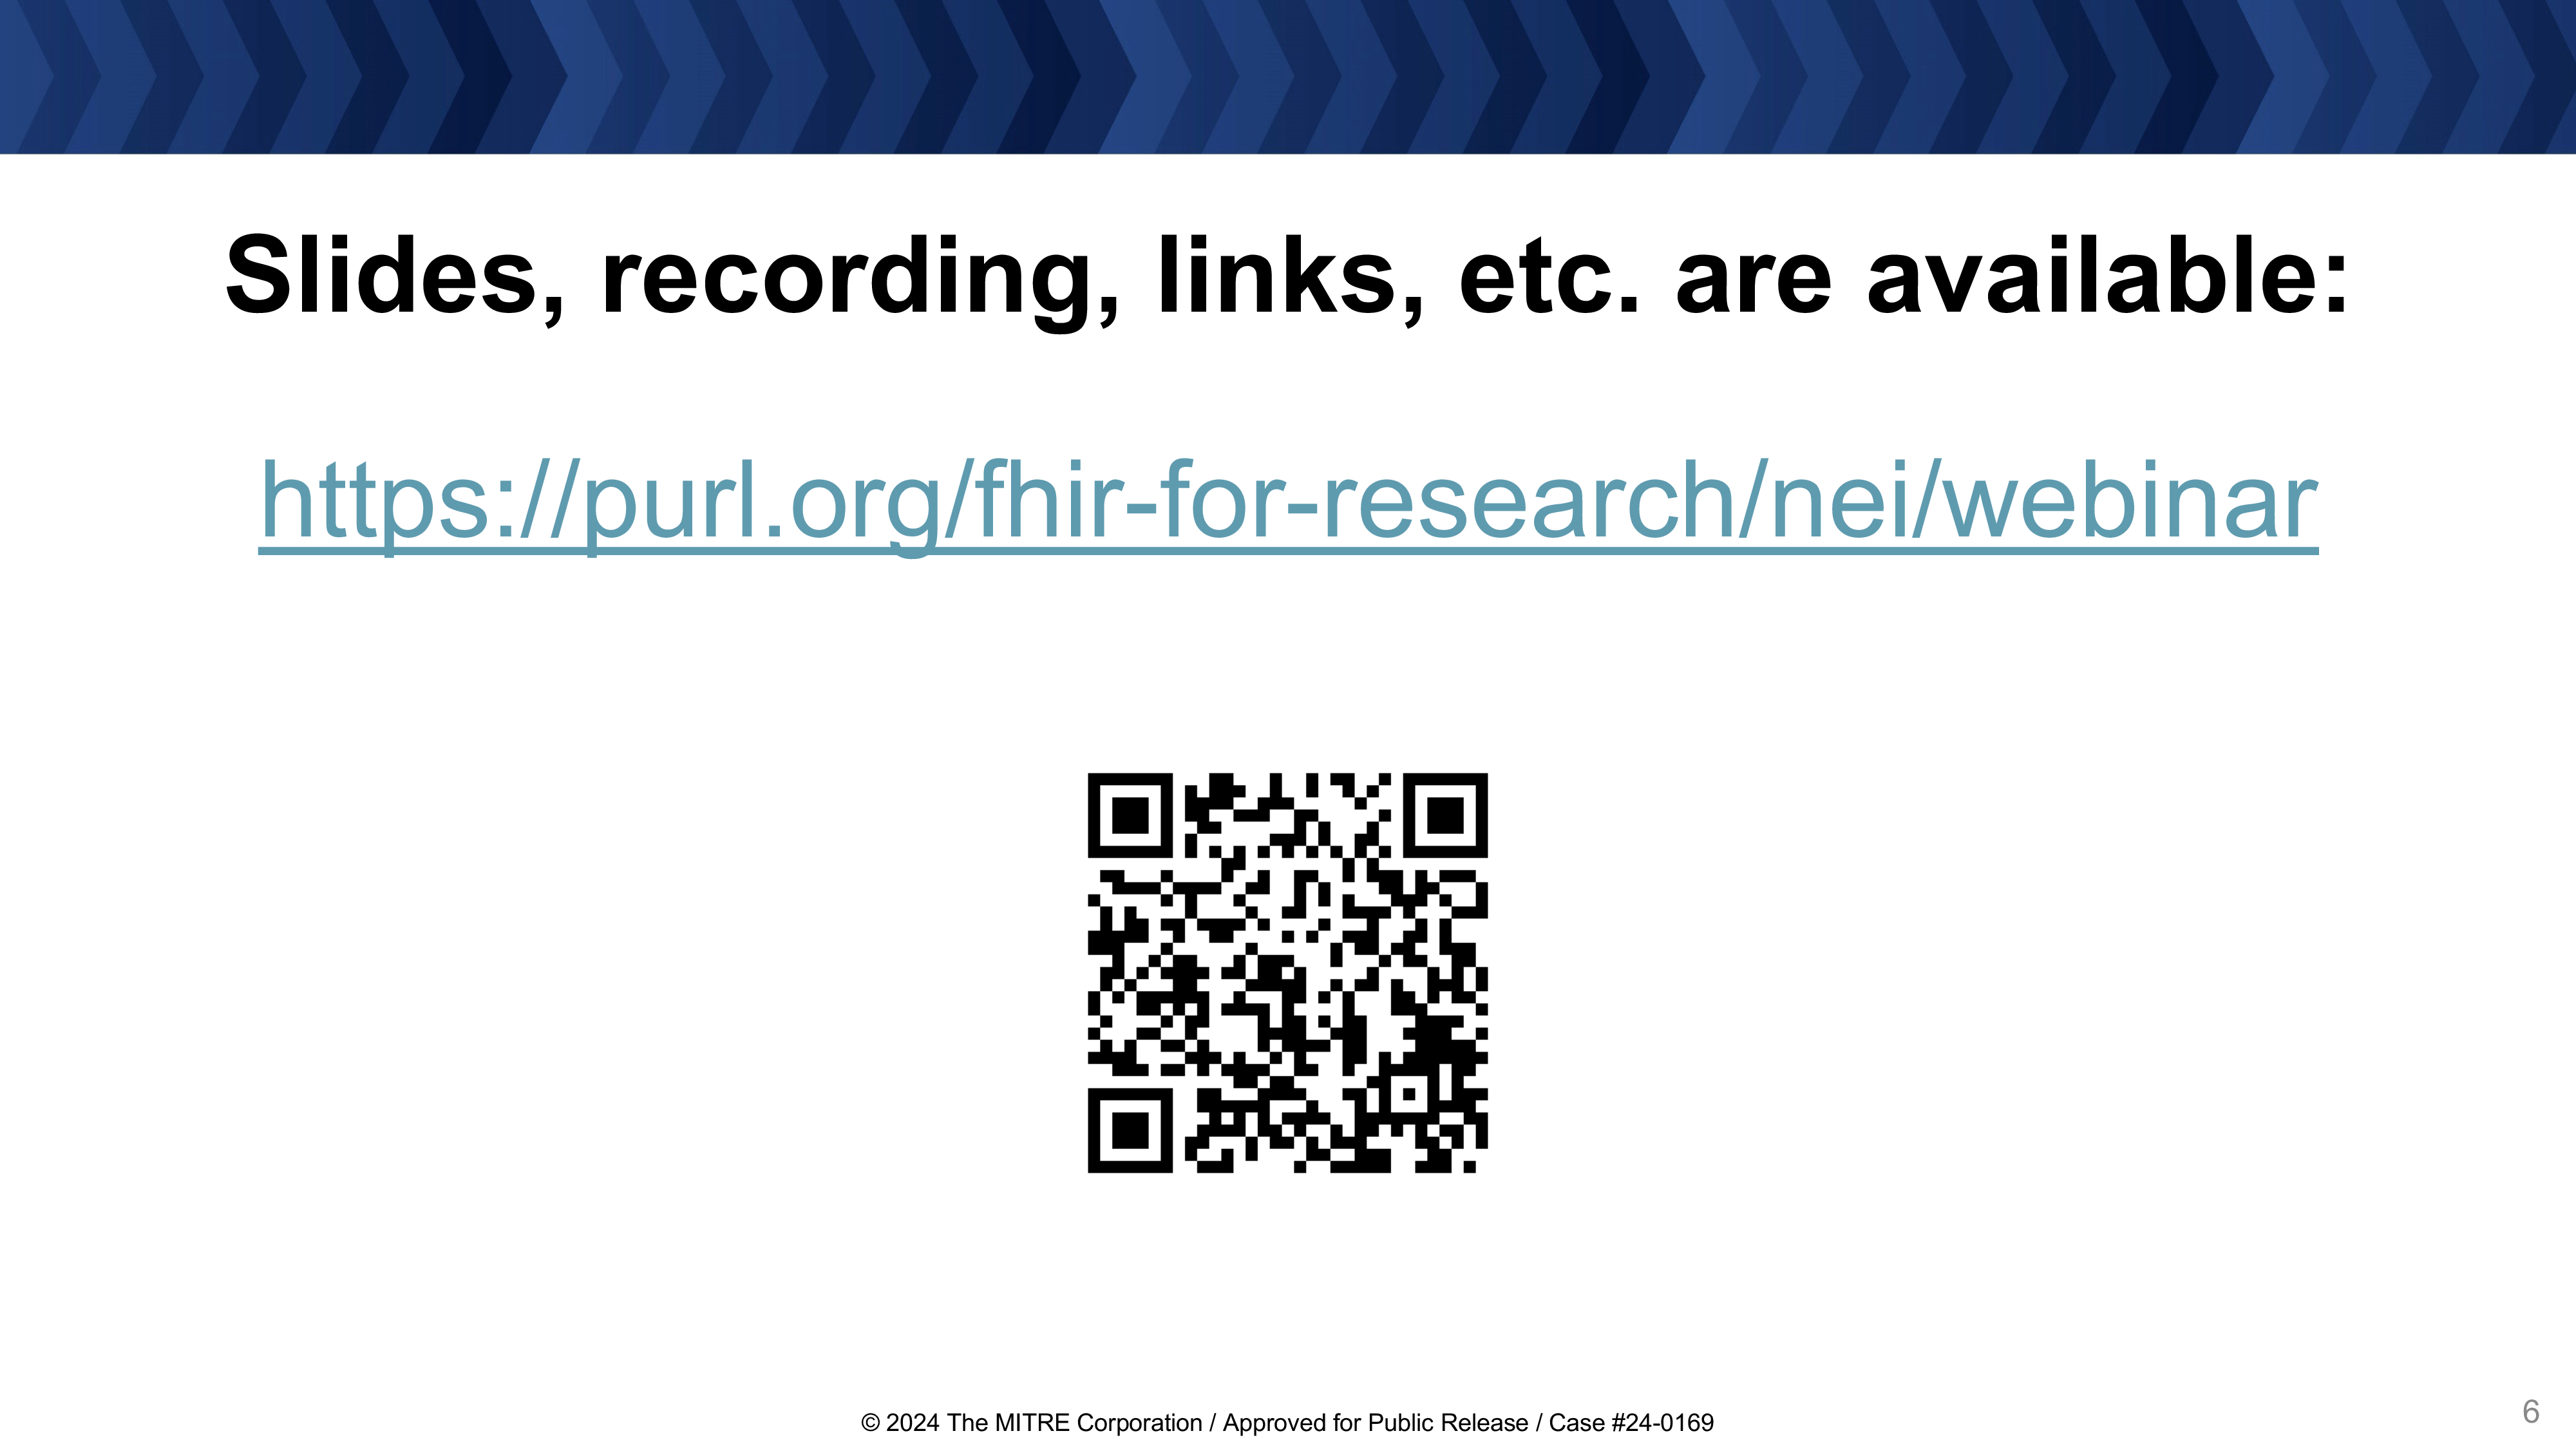 Slides, recording, links, etc. are available:
https://purl.org/fhir-for-research/nei/webinar
© 2024 The MITRE Corporation / Approved for Public Release / Case #24-0169
6